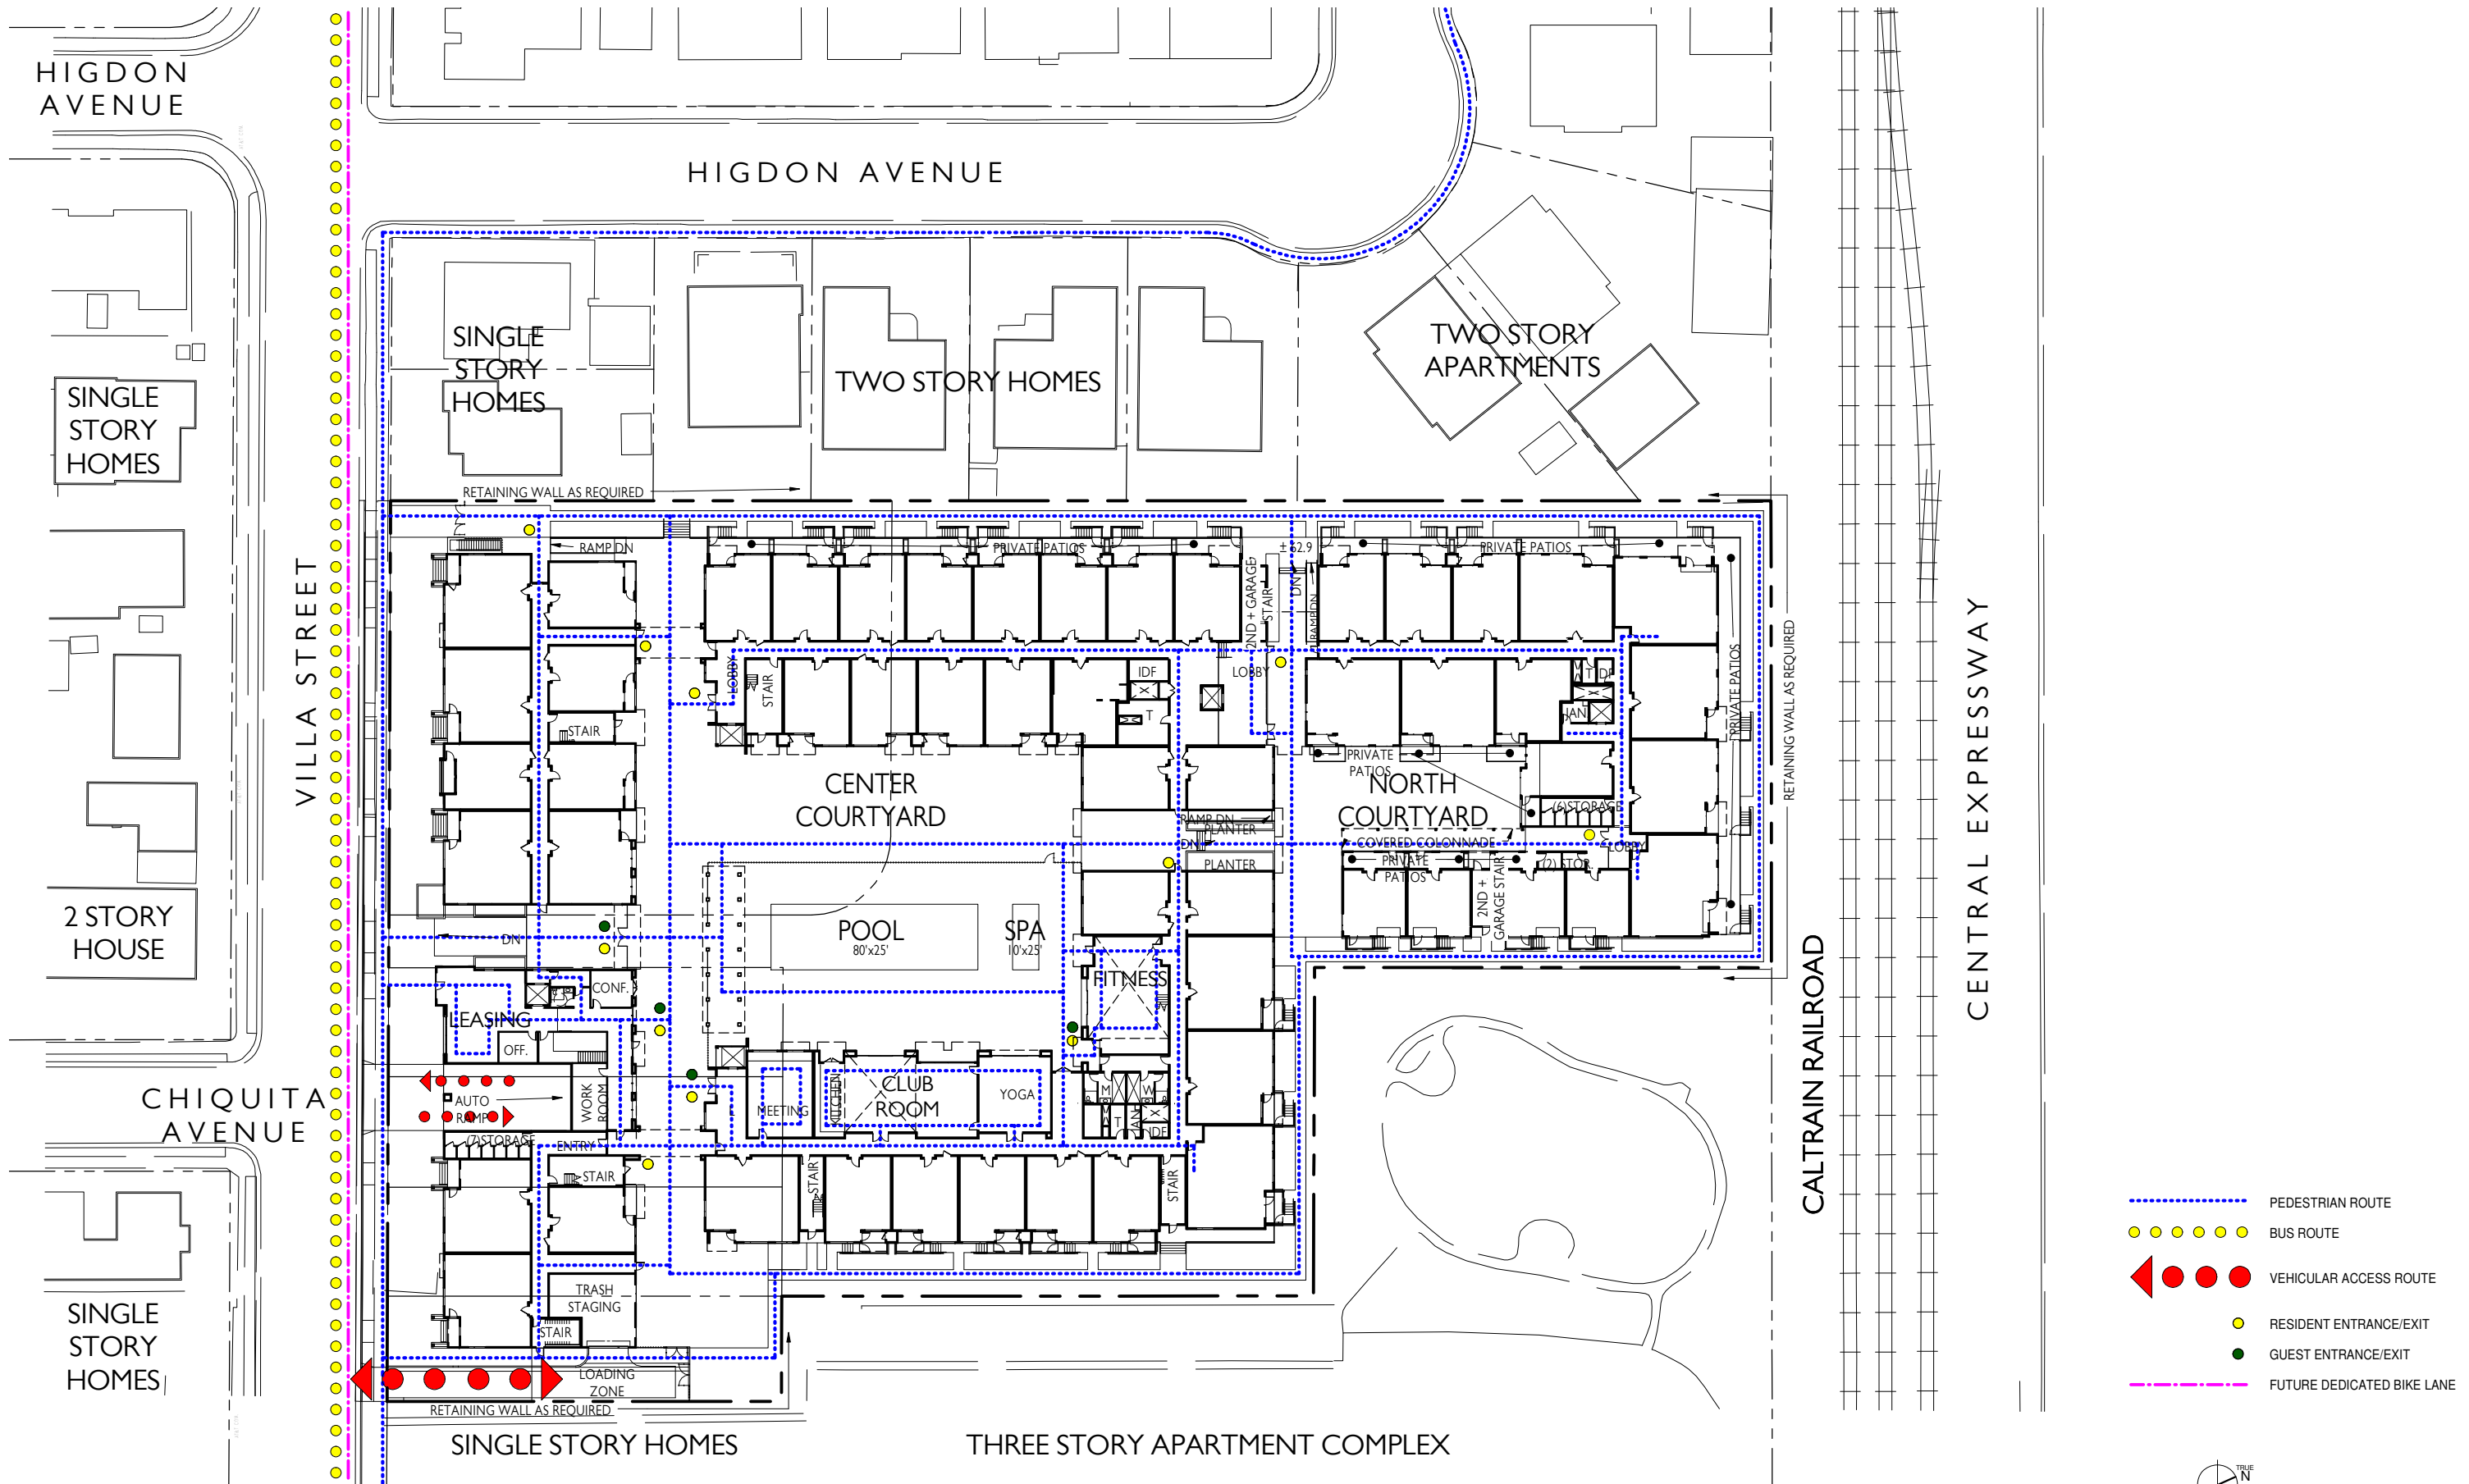 HIGDON
AVENUE
HIGDON AVENUE
SINGLE
STORY
HOMES
TWO STORY HOMES
TWO STORY
APARTMENTS
SINGLE
STORY
HOMES
RETAINING WALL AS REQUIRED
RAMP DN
PRIVATE PATIOS
± 62.9
PRIVATE PATIOS
2ND + GARAGE
STAIR
DN
RAMP DN
VILLA STREET
LOBBY
STAIR
IDF
X
T
LOBBY
T
IDF
X
JAN
STAIR
PRIVATE PATIOS
RETAINING WALL AS REQUIRED
CENTRAL EXPRESSWAY
CENTER
COURTYARD
PRIVATE
PATIOS
NORTH
COURTYARD
(6)STORAGE
RAMP DN
PLANTER
DN
COVERED COLONNADE
LOBBY
PLANTER
PRIVATE
PATIOS
2ND +
GARAGE STAIR
(2) STOR.
2 STORY
HOUSE
DN
POOL
80'x25'
SPA
10'x25'
FITNESS
CONF.
LEASING
OFF.
CALTRAIN RAILROAD
CHIQUITA
AVENUE
AUTO
RAMP
WORK
ROOM
MEETING
KITCHEN
CLUB
ROOM
YOGA
M
W
T
JAN
X
IDF
(7)STORAGE
ENTRY
STAIR
STAIR
STAIR
TRASH
STAGING
STAIR
SINGLE
STORY
HOMES
LOADING
ZONE
RETAINING WALL AS REQUIRED
SINGLE STORY HOMES
THREE STORY APARTMENT COMPLEX
PEDESTRIAN ROUTE
BUS ROUTE
VEHICULAR ACCESS ROUTE
RESIDENT ENTRANCE/EXIT
GUEST ENTRANCE/EXIT
FUTURE DEDICATED BIKE LANE
TRUE
N